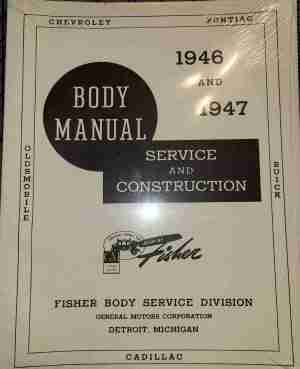 CHEVROLET PONTIAC
1946
AND
1947
BODY
MANUAL
SERVICE
AND
CONSTRUCTION
OLDSMOBILE
BUICK
Fisher
FISHER BODY SERVICE DIVISION
GENERAL MOTORS CORPORATION
DETROIT, MICHIGAN
CADILLAC